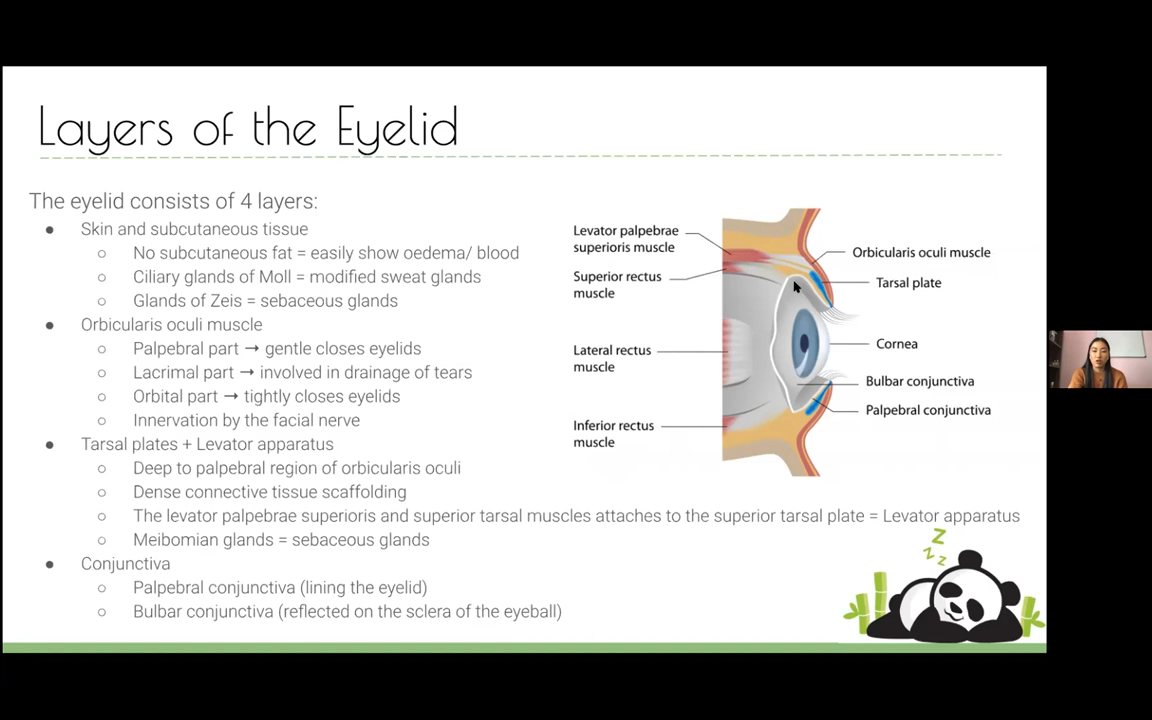 Layers of the Eyelid
The eyelid consists of 4 layers:
● Skin and subcutaneous tissue
○ No subcutaneous fat = easily show oedema/ blood
○ Ciliary glands of Moll = modified sweat glands
○ Glands of Zeis = sebaceous glands
● Orbicularis oculi muscle
○ Palpebral part → gentle closes eyelids
○ Lacrimal part → involved in drainage of tears
○ Orbital part → tightly closes eyelids
○ Innervation by the facial nerve
● Tarsal plates + Levator apparatus
○ Deep to palpebral region of orbicularis oculi
○ Dense connective tissue scaffolding
○ The levator palpebrae superioris and superior tarsal muscles attaches to the superior tarsal plate = Levator apparatus
○ Meibomian glands = sebaceous glands
● Conjunctiva
○ Palpebral conjunctiva (lining the eyelid)
○ Bulbar conjunctiva (reflected on the sclera of the eyeball)
Levator palpebrae
superioris muscle
Superior rectus
muscle
Lateral rectus
muscle
Inferior rectus
muscle
Orbicularis oculi muscle
Tarsal plate
Cornea
Bulbar conjunctiva
Palpebral conjunctiva
Z
Z z